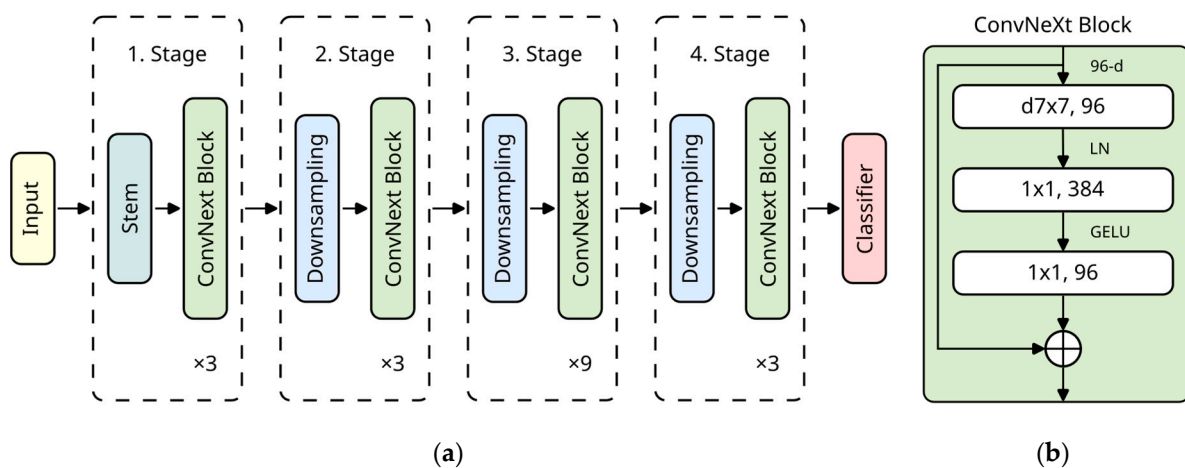 Input
1. Stage
Stem
ConvNext Block
×3
2. Stage
Downsampling
ConvNext Block
×3
3. Stage
Downsampling
ConvNext Block
×9
4. Stage
Downsampling
ConvNext Block
×3
Classifier
(a)
ConvNeXt Block
96-d
d7x7, 96
LN
1x1, 384
GELU
1x1, 96
(b)